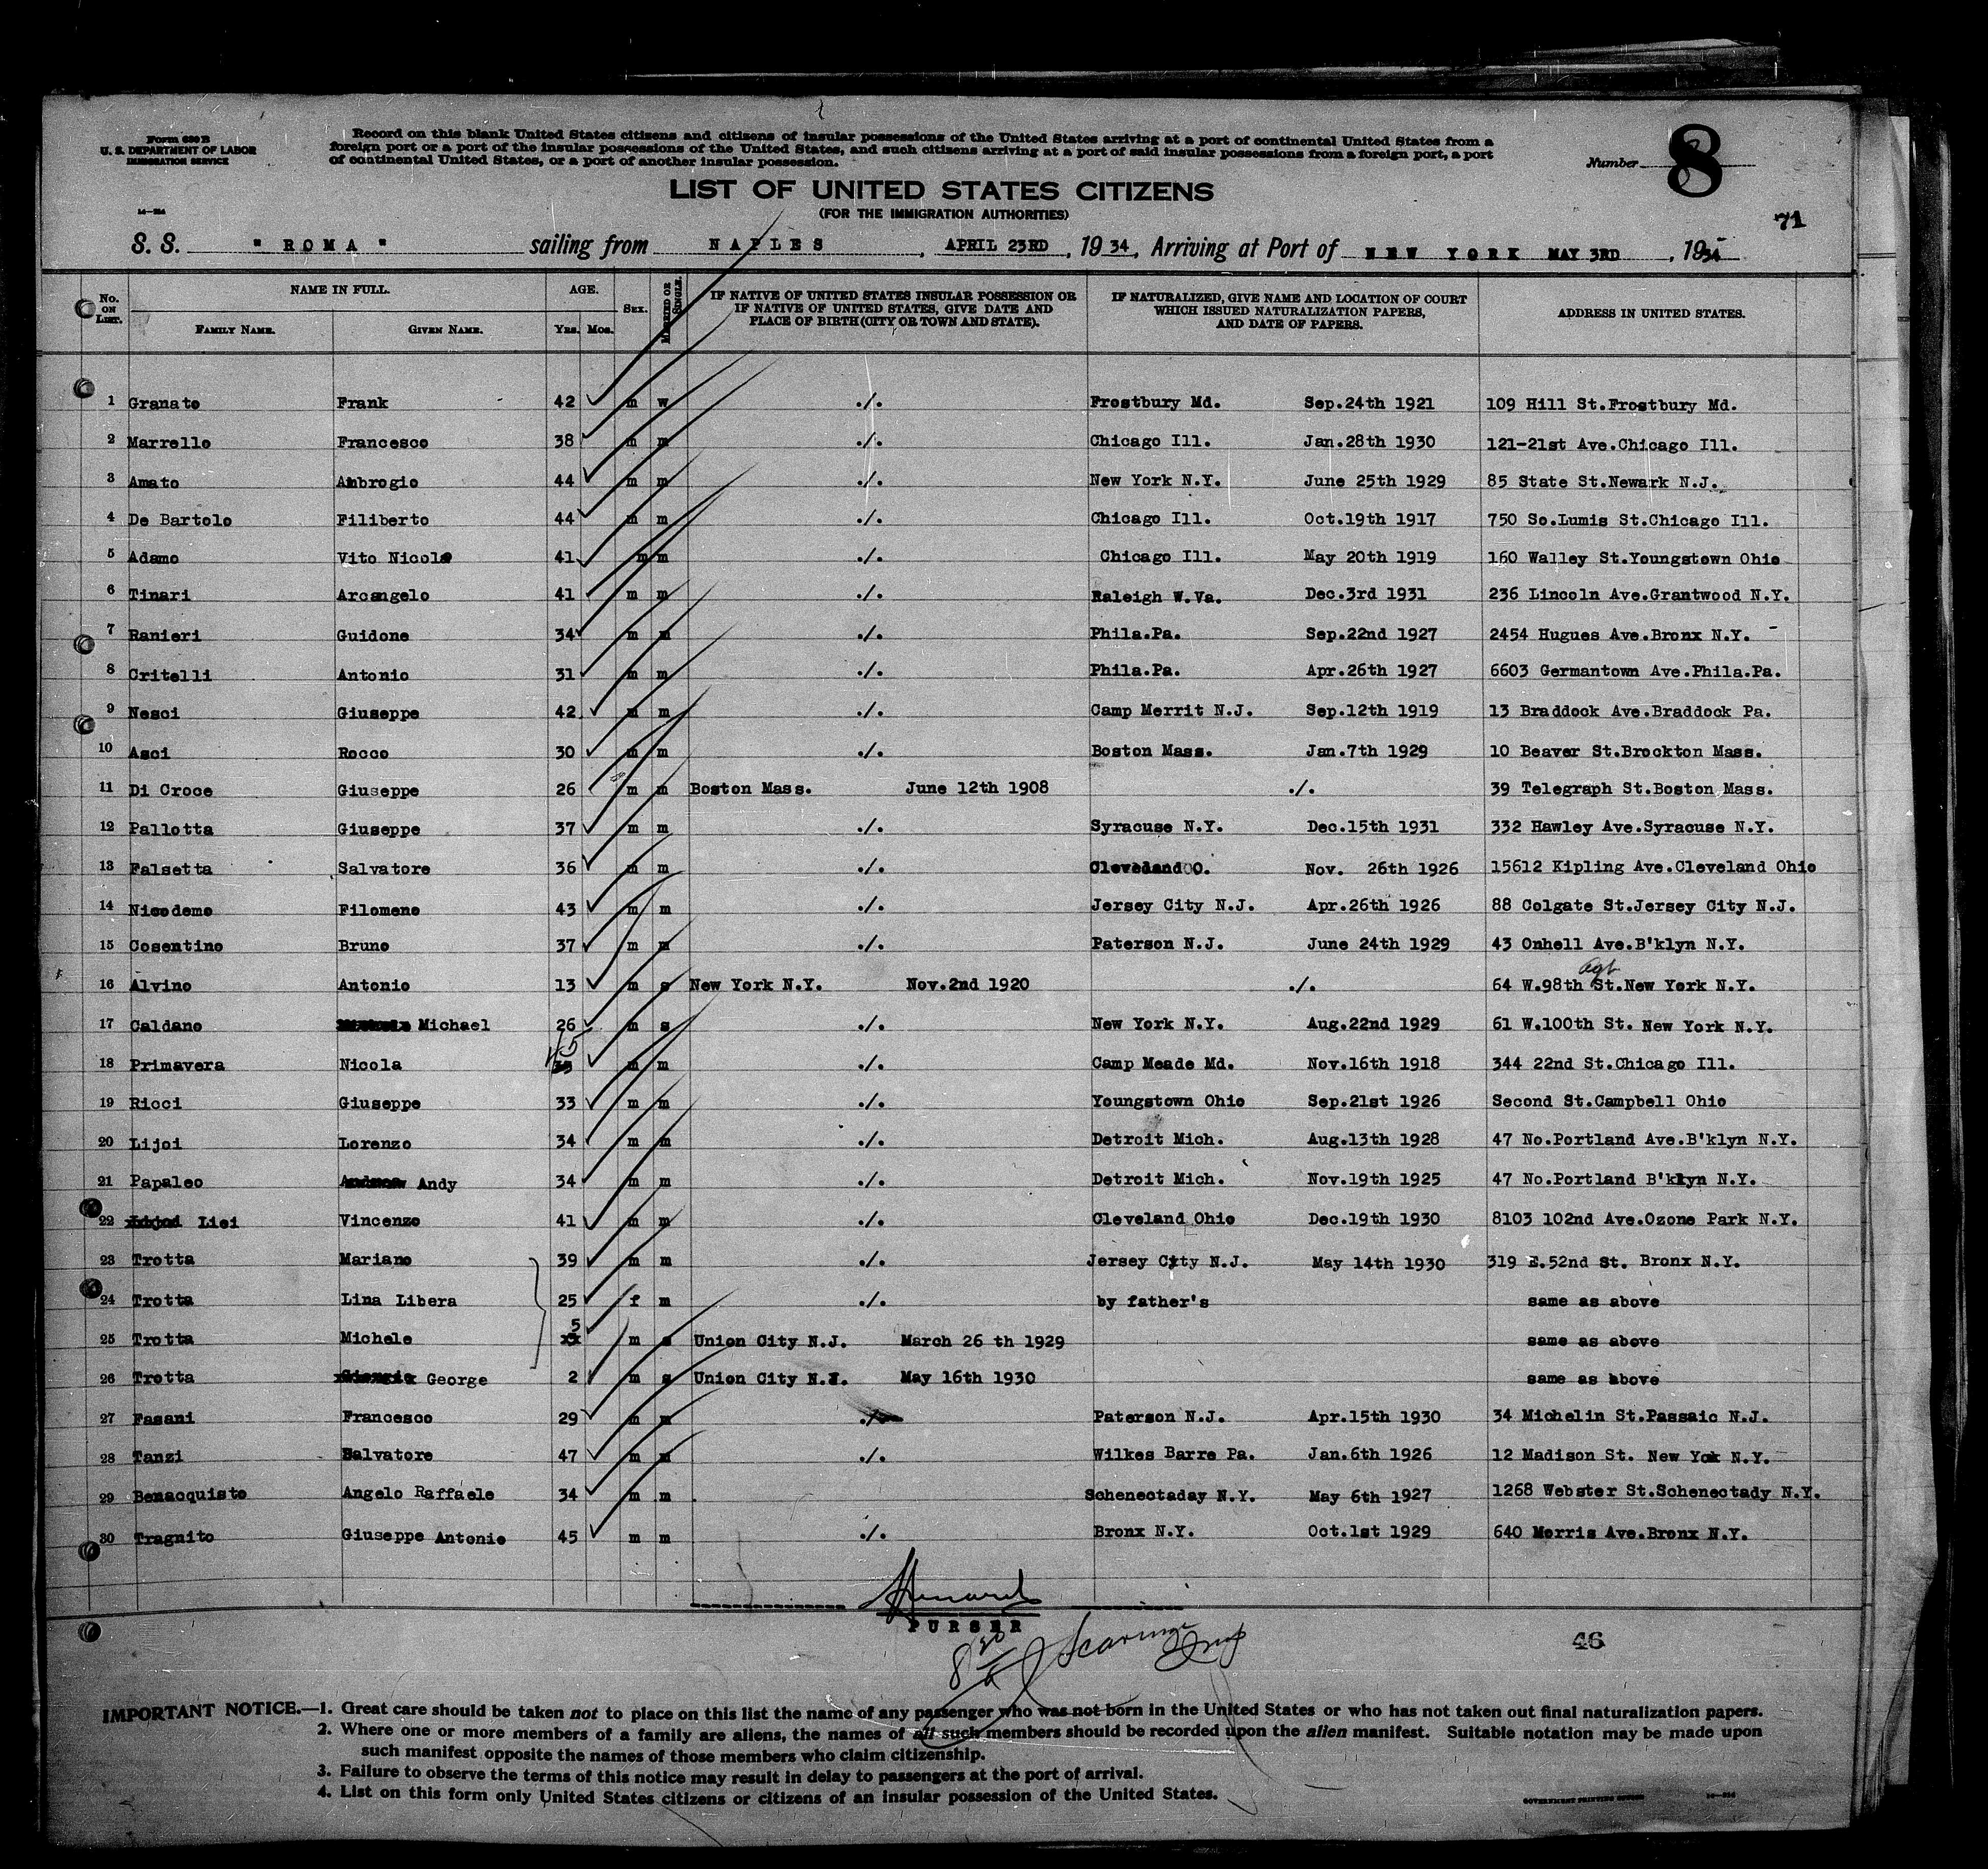 Form 630 B
U. S. DEPARTMENT OF LABOR
IMMIGRATION SERVICE
Record on this blank United States citizens and citizens of insular possessions of the United States arriving at a port of continental United States from a
foreign port or a port of the insular possessions of the United States, and such citizens arriving at a port of said insular possessions from a foreign port, a port
of continental United States, or a port of another insular possession.
Number 8
LIST OF UNITED STATES CITIZENS
(FOR THE IMMIGRATION AUTHORITIES)
71
S. S. " ROMA " sailing from NAPLES, APRIL 23RD, 1934, Arriving at Port of NEW YORK MAY 3RD, 1934
No. ON LIST. NAME IN FULL. FAMILY NAME. GIVEN NAME. AGE. YRS. MOS. SEX. MARRIED OR SINGLE. IF NATIVE OF UNITED STATES INSULAR POSSESSION OR IF NATIVE OF UNITED STATES, GIVE DATE AND PLACE OF BIRTH (CITY OR TOWN AND STATE). IF NATURALIZED, GIVE NAME AND LOCATION OF COURT WHICH ISSUED NATURALIZATION PAPERS, AND DATE OF PAPERS. ADDRESS IN UNITED STATES.
1 Granato Frank 42 m w ./. Frostbury Md. Sep.24th 1921 109 Hill St.Frostbury Md.
2 Marrello Francesco 38 m m ./. Chicago Ill. Jan.28th 1930 121-21st Ave.Chicago Ill.
3 Amato Ambrogio 44 m m ./. New York N.Y. June 25th 1929 85 State St.Newark N.J.
4 De Bartolo Filiberto 44 m m ./. Chicago Ill. Oct.19th 1917 750 So.Lumis St.Chicago Ill.
5 Adamo Vito Nicola 41 m m ./. Chicago Ill. May 20th 1919 160 Walley St.Youngstown Ohio
6 Tinari Arcangelo 41 m m ./. Raleigh W.Va. Dec.3rd 1931 236 Lincoln Ave.Grantwood N.Y.
7 Ranieri Guidone 34 m m ./. Phila.Pa. Sep.22nd 1927 2454 Hugues Ave.Bronx N.Y.
8 Critelli Antonio 31 m m ./. Phila.Pa. Apr.26th 1927 6603 Germantown Ave.Phila.Pa.
9 Nesci Giuseppe 42 m m ./. Camp Merrit N.J. Sep.12th 1919 13 Braddock Ave.Braddock Pa.
10 Asci Rocco 30 m m ./. Boston Mass. Jan.7th 1929 10 Beaver St.Brockton Mass.
11 Di Croce Giuseppe 26 m m Boston Mass. June 12th 1908 ./. 39 Telegraph St.Boston Mass.
12 Pallotta Giuseppe 37 m m ./. Syracuse N.Y. Dec.15th 1931 332 Hawley Ave.Syracuse N.Y.
13 Falsetta Salvatore 36 m m ./. Cleveland O. Nov. 26th 1926 15612 Kipling Ave.Cleveland Ohio
14 Nicodemo Filomeno 43 m m ./. Jersey City N.J. Apr.26th 1926 88 Colgate St.Jersey City N.J.
15 Cosentino Bruno 37 m m ./. Paterson N.J. June 24th 1929 43 Onhell Ave.B'klyn N.Y.
16 Alvino Antonio 13 m s New York N.Y. Nov.2nd 1920 ./. 64 W.98th St.New York N.Y.
17 Caldano Michael 26 m s ./. New York N.Y. Aug.22nd 1929 61 W.100th St. New York N.Y.
18 Primavera Nicola m m ./. Camp Meade Md. Nov.16th 1918 344 22nd St.Chicago Ill.
19 Ricci Giuseppe 33 m m ./. Youngstown Ohio Sep.21st 1926 Second St.Campbell Ohio
20 Lijoi Lorenzo 34 m m ./. Detroit Mich. Aug.13th 1928 47 No.Portland Ave.B'klyn N.Y.
21 Papaleo Andy 34 m m ./. Detroit Mich. Nov.19th 1925 47 No.Portland B'klyn N.Y.
22 Lioi Vincenzo 41 m m ./. Cleveland Ohio Dec.19th 1930 8103 102nd Ave.Ozone Park N.Y.
23 Trotta Mariano 39 m m ./. Jersey City N.J. May 14th 1930 319 E.52nd St. Bronx N.Y.
24 Trotta Lina Libera 25 f m ./. by father's same as above
25 Trotta Michele 5 m s Union City N.J. March 26 th 1929 same as above
26 Trotta George 2 m s Union City N.J. May 16th 1930 same as above
27 Fasani Francesco 29 m m ./. Paterson N.J. Apr.15th 1930 34 Michelin St.Passaic N.J.
28 Tanzi Salvatore 47 m m ./. Wilkes Barre Pa. Jan.6th 1926 12 Madison St. New Yok N.Y.
29 Benacquisto Angelo Raffaele 34 m m . Schenectaday N.Y. May 6th 1927 1268 Webster St.Schenectady N.Y.
30 Tragnito Giuseppe Antonio 45 m m ./. Bronx N.Y. Oct.1st 1929 640 Morris Ave.Bronx N.Y.
PURSER
46
IMPORTANT NOTICE.—1. Great care should be taken not to place on this list the name of any passenger who was not born in the United States or who has not taken out final naturalization papers.
2. Where one or more members of a family are aliens, the names of all such members should be recorded upon the alien manifest. Suitable notation may be made upon
such manifest opposite the names of those members who claim citizenship.
3. Failure to observe the terms of this notice may result in delay to passengers at the port of arrival.
4. List on this form only United States citizens or citizens of an insular possession of the United States.
GOVERNMENT PRINTING OFFICE